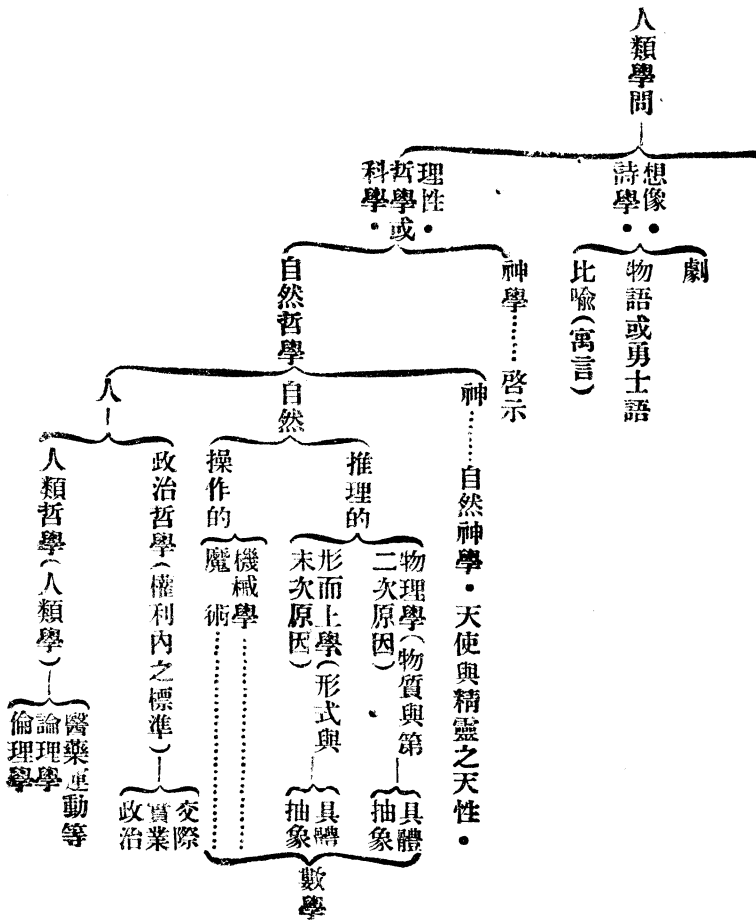 人類學問
想像・・
詩學・・
劇
物語或勇士語
比喩(寓言)
理性・
哲學或
科學・
神學……啓示
自然哲學
神……自然神學・天使與精靈之天性・
自然
推理的
物理學(物質與第
二次原因)
具體
抽象
形而上學(形式與
末次原因)
具體
抽象
操作的
機械學
魔術
數學
人
政治哲學(權利內之標準)
交際
實業
政治
人類哲學(人類學)
醫藥運動等
論理學
倫理學